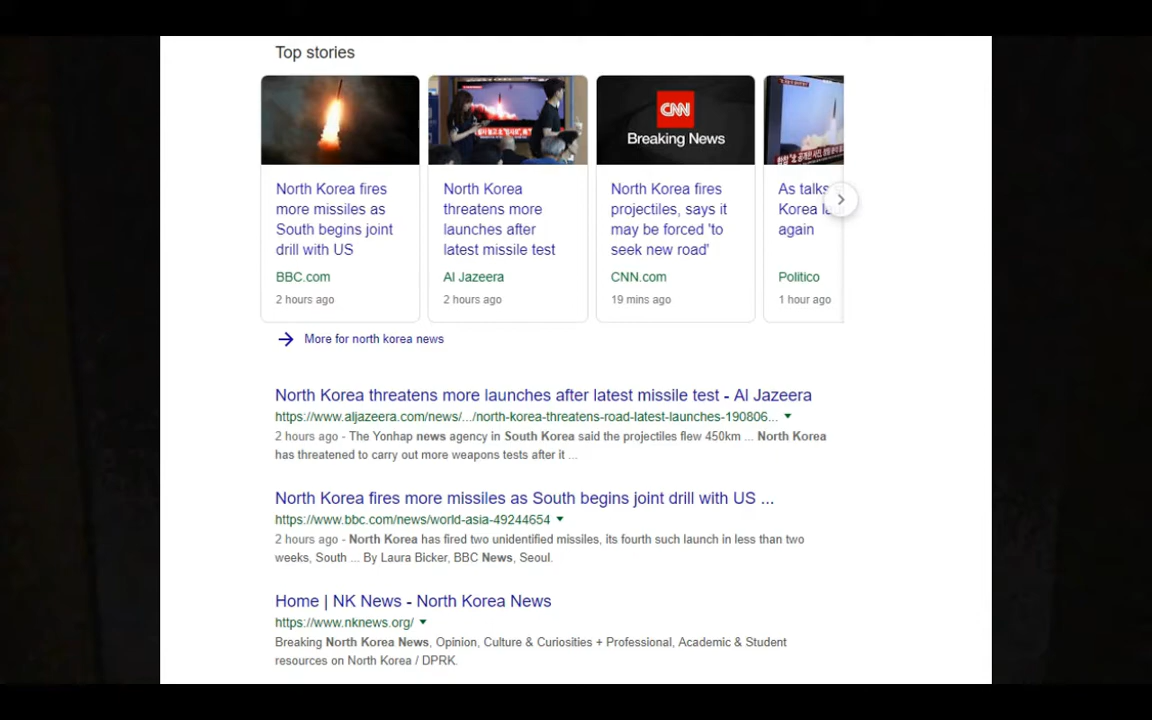 Top stories
CNN
Breaking News
North Korea fires
more missiles as
South begins joint
drill with US
BBC.com
2 hours ago
North Korea
threatens more
launches after
latest missile test
Al Jazeera
2 hours ago
North Korea fires
projectiles, says it
may be forced 'to
seek new road'
CNN.com
19 mins ago
As talks
Korea
again
Politico
1 hour ago
More for north korea news
North Korea threatens more launches after latest missile test - Al Jazeera
https://www.aljazeera.com/news/.../north-korea-threatens-road-latest-launches-190806...
2 hours ago - The Yonhap news agency in South Korea said the projectiles flew 450km ... North Korea
has threatened to carry out more weapons tests after it ...
North Korea fires more missiles as South begins joint drill with US ...
https://www.bbc.com/news/world-asia-49244654
2 hours ago - North Korea has fired two unidentified missiles, its fourth such launch in less than two
weeks, South ... By Laura Bicker, BBC News, Seoul.
Home | NK News - North Korea News
https://www.nknews.org/
Breaking North Korea News, Opinion, Culture & Curiosities + Professional, Academic & Student
resources on North Korea / DPRK.